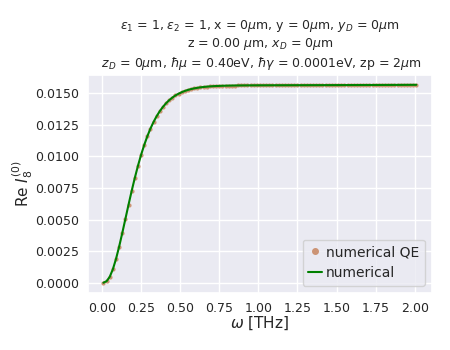 ε₁ = 1, ε₂ = 1, x = 0μm, y = 0μm, y_D = 0μm
z = 0.00 μm, x_D = 0μm
z_D = 0μm, ℏμ = 0.40eV, ℏγ = 0.0001eV, zp = 2μm
Re I₈⁽⁰⁾
0.0150
0.0125
0.0100
0.0075
0.0050
0.0025
0.0000
numerical QE
numerical
0.00 0.25 0.50 0.75 1.00 1.25 1.50 1.75 2.00
ω [THz]